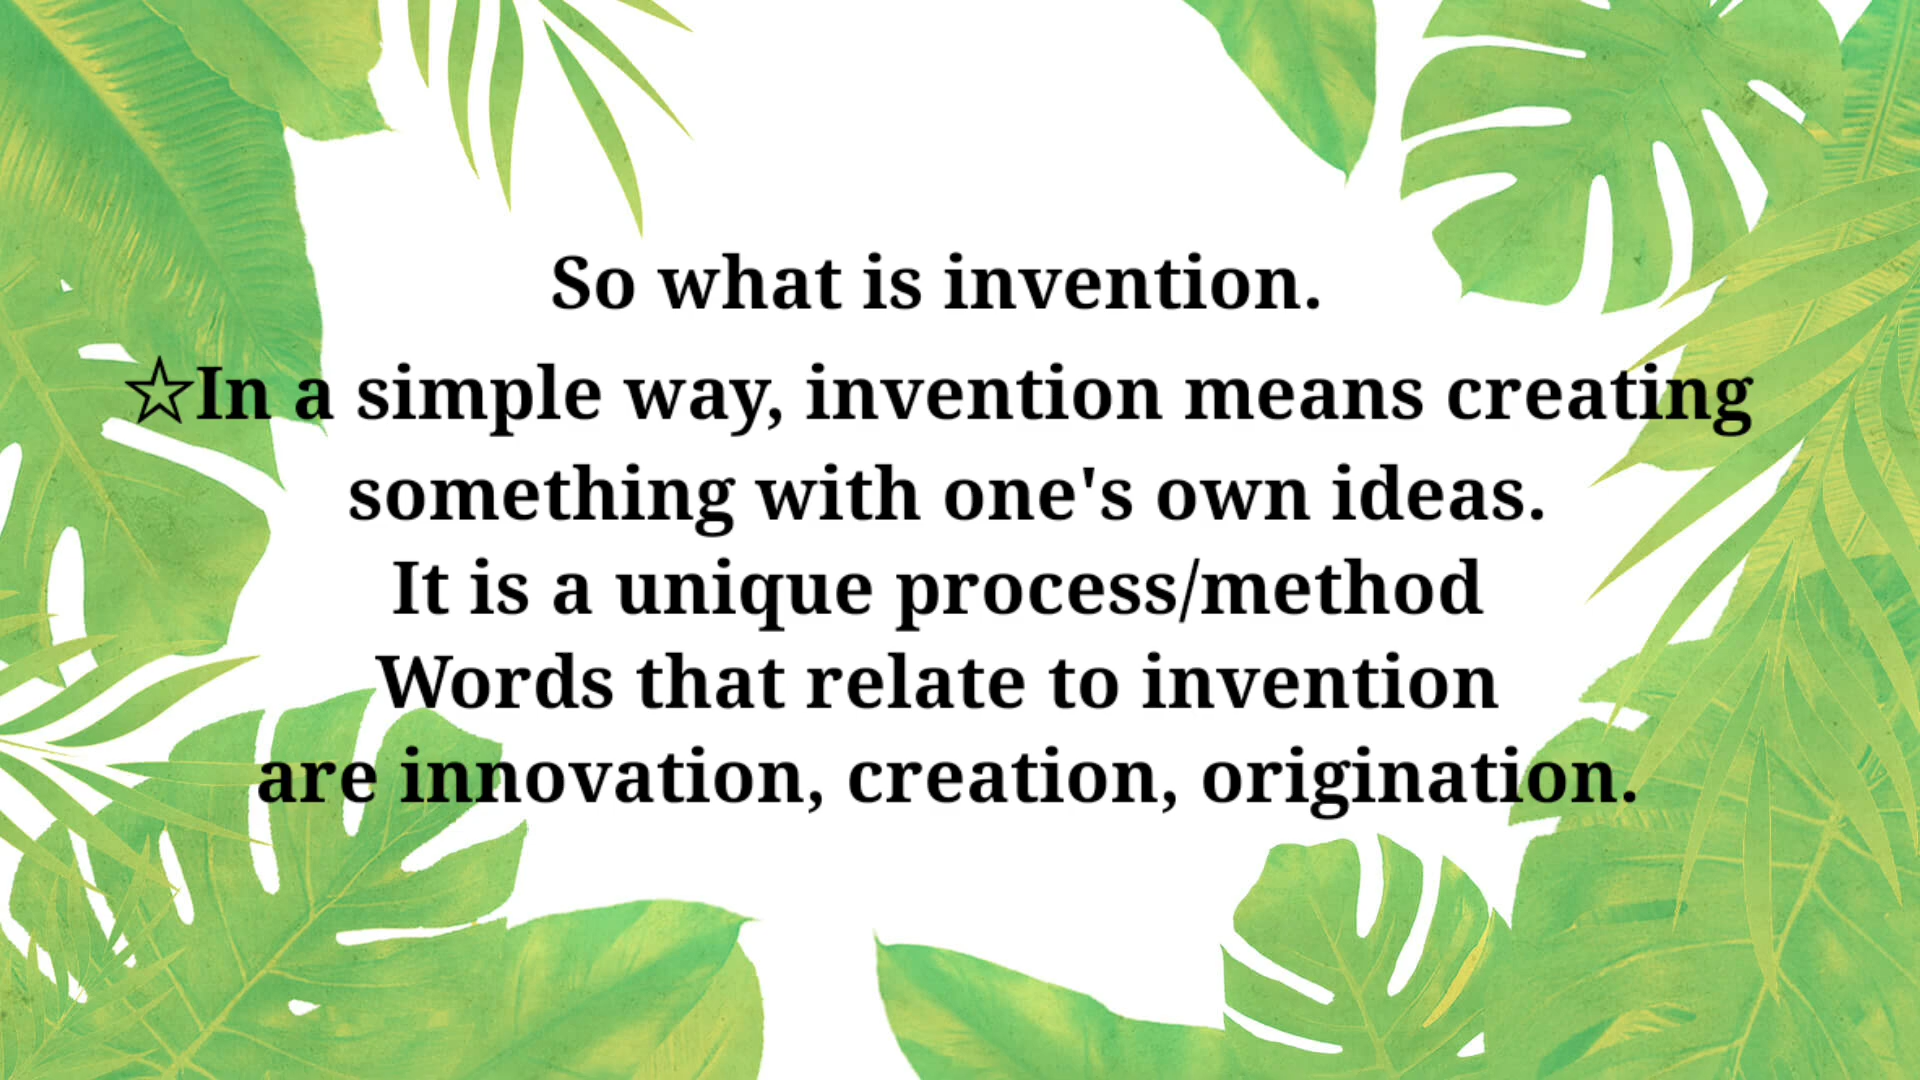 So what is invention.
☆In a simple way, invention means creating
something with one's own ideas.
It is a unique process/method
Words that relate to invention
are innovation, creation, origination.